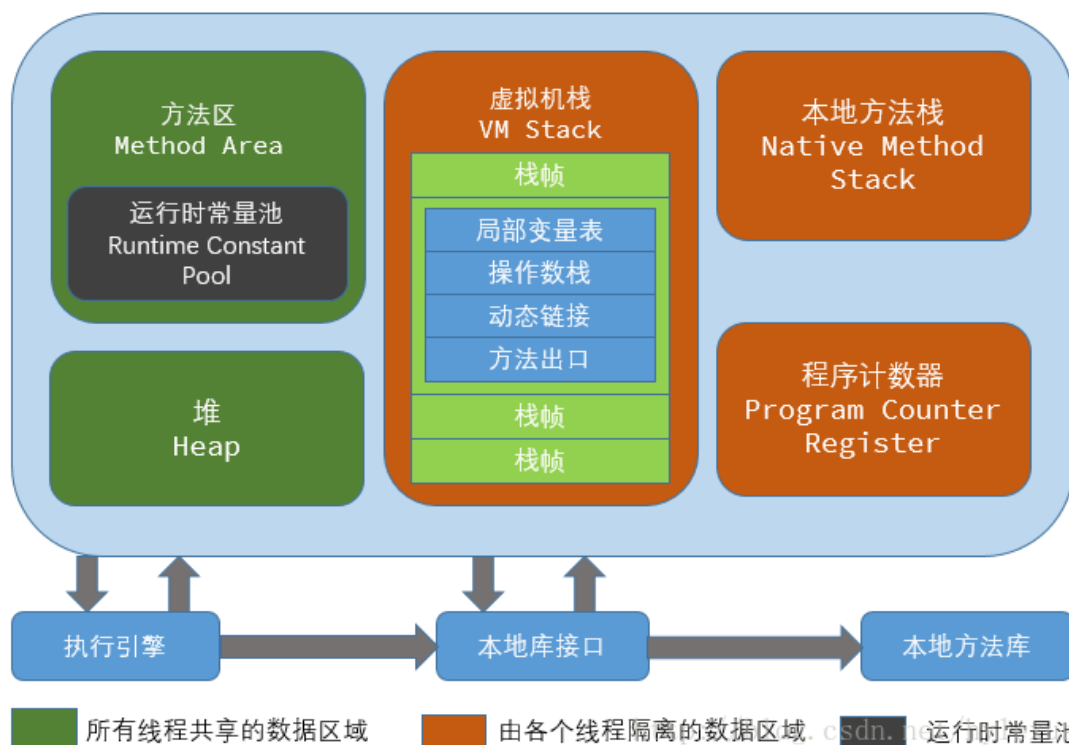 方法区
Method Area
运行时常量池
Runtime Constant
Pool
堆
Heap
虚拟机栈
VM Stack
栈帧
局部变量表
操作数栈
动态链接
方法出口
栈帧
栈帧
本地方法栈
Native Method
Stack
程序计数器
Program Counter
Register
执行引擎
本地库接口
本地方法库
所有线程共享的数据区域
由各个线程隔离的数据区域
运行时常量池